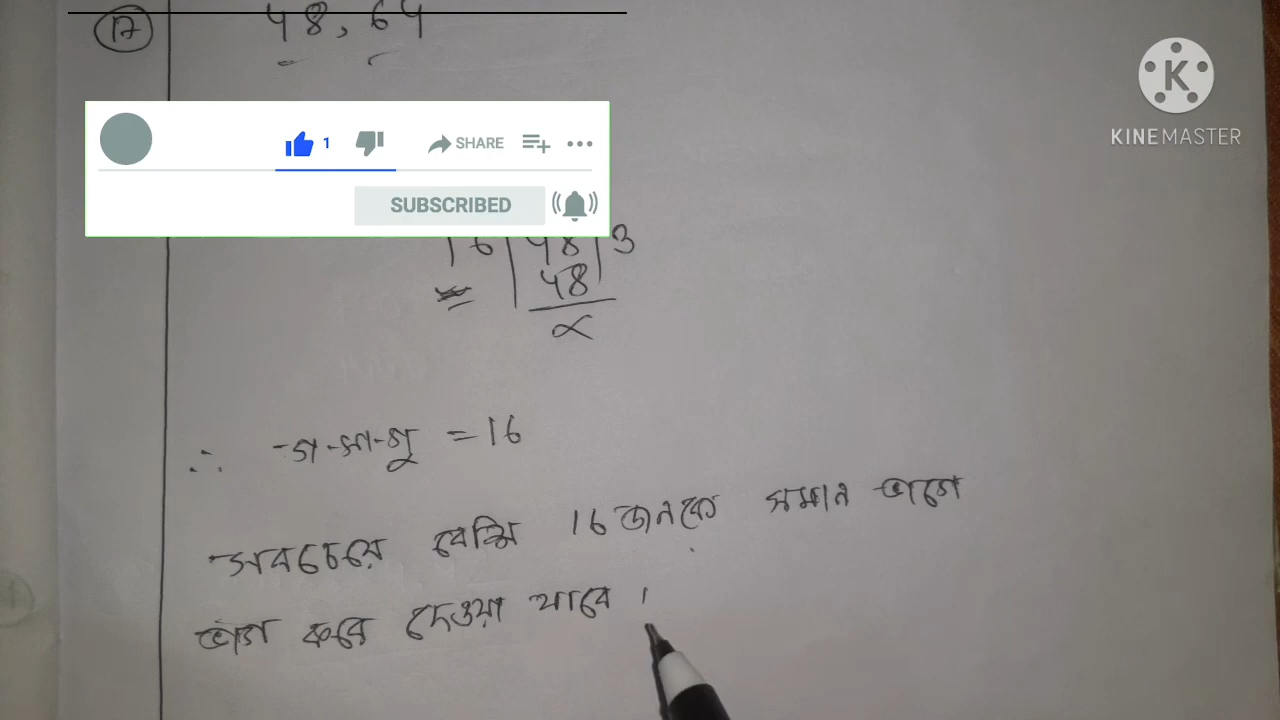 17 48, 64
1
SHARE
SUBSCRIBED
K
KINEMASTER
16 | 48 | 3
48
×
∴ গ.সা.গু = 16
সবচেয়ে বেশি 16 জনকে সমান ভাগে
ভাগ করে দেওয়া যাবে ।